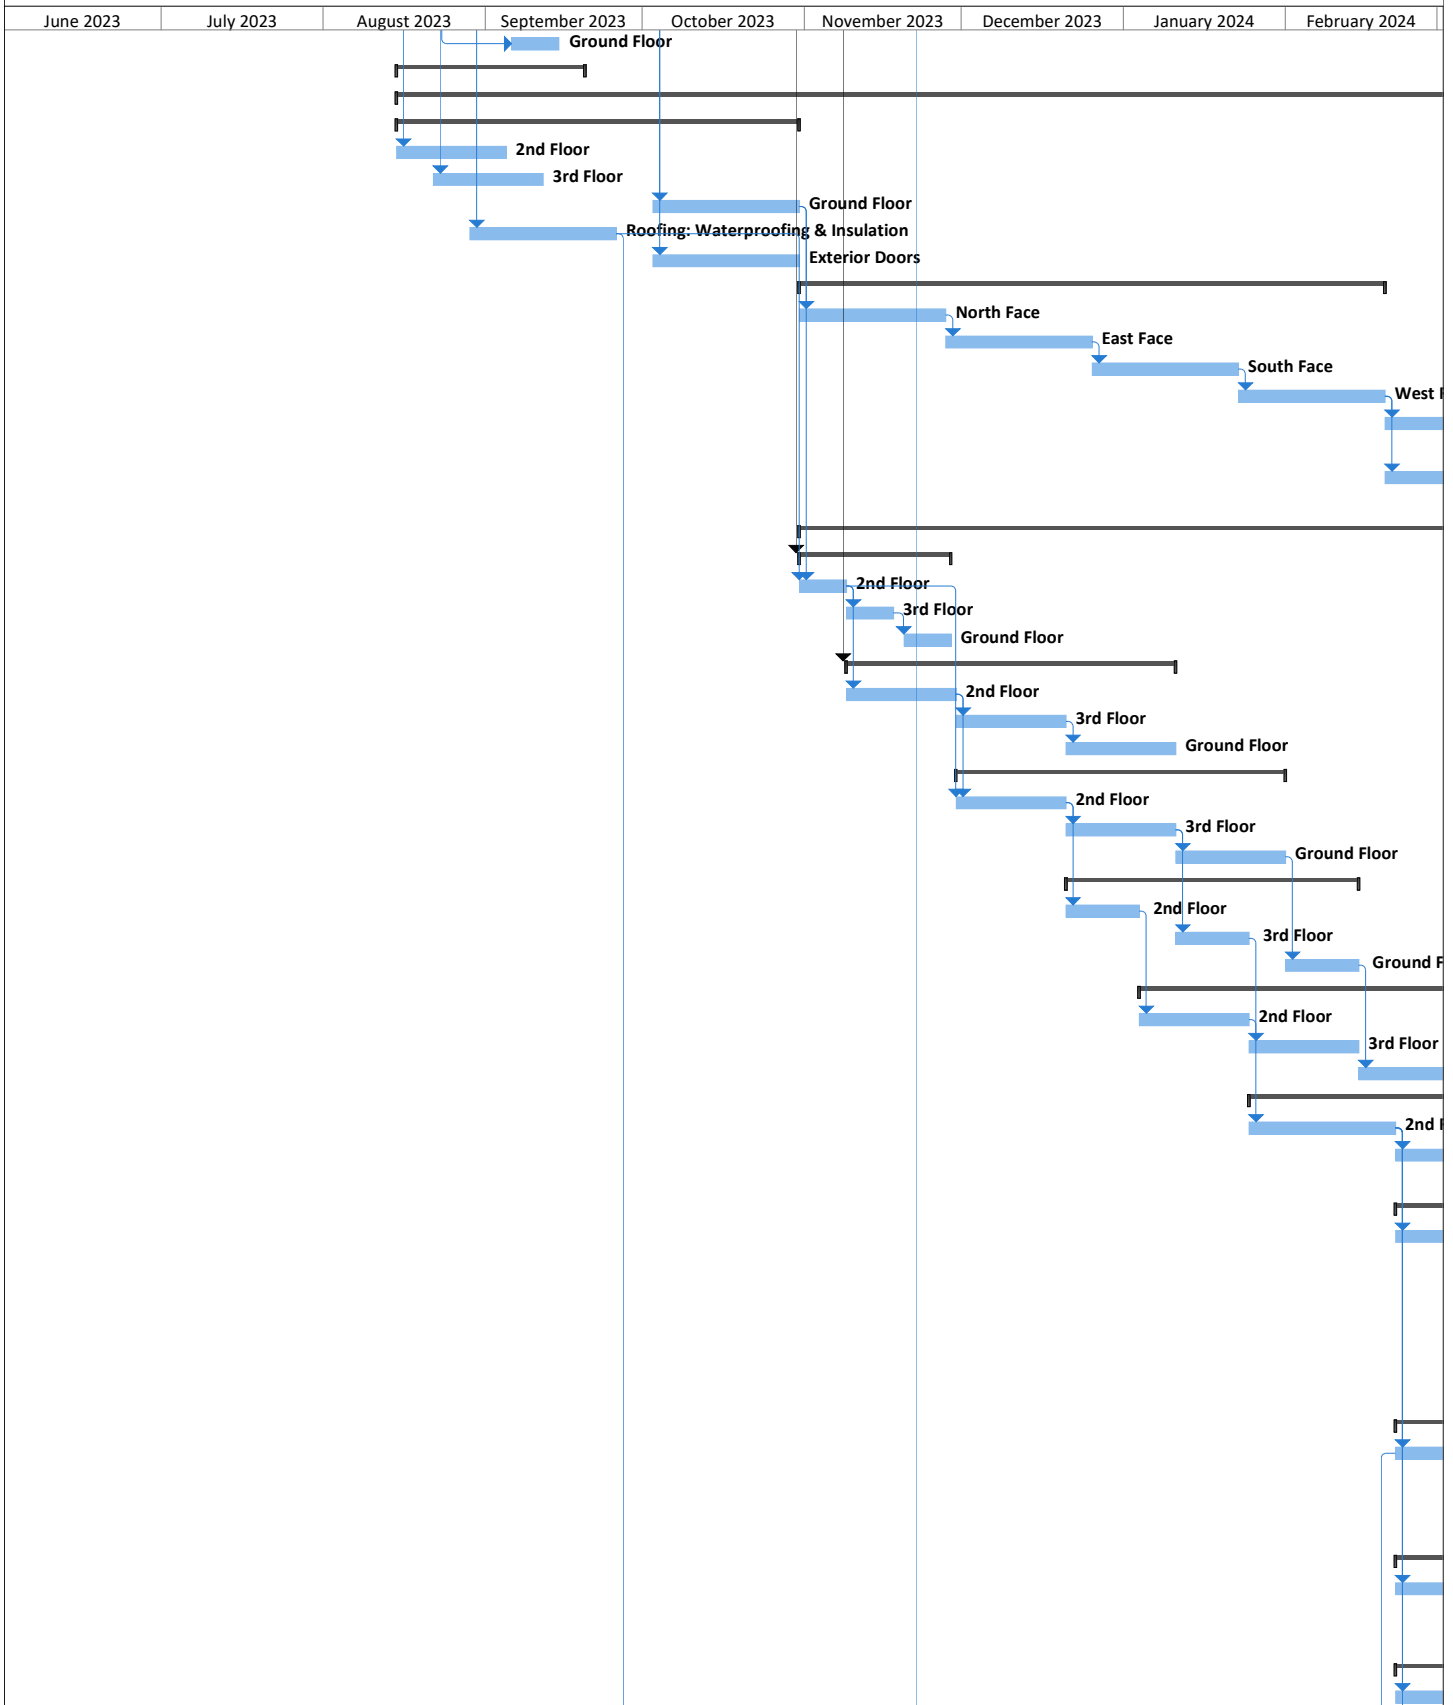 June 2023 July 2023 August 2023 September 2023 October 2023 November 2023 December 2023 January 2024 February 2024
Ground Floor
2nd Floor
3rd Floor
Ground Floor
Roofing: Waterproofing & Insulation
Exterior Doors
North Face
East Face
South Face
West F
2nd Floor
3rd Floor
Ground Floor
2nd Floor
3rd Floor
Ground Floor
2nd Floor
3rd Floor
Ground Floor
2nd Floor
3rd Floor
Ground F
2nd Floor
3rd Floor
2nd F